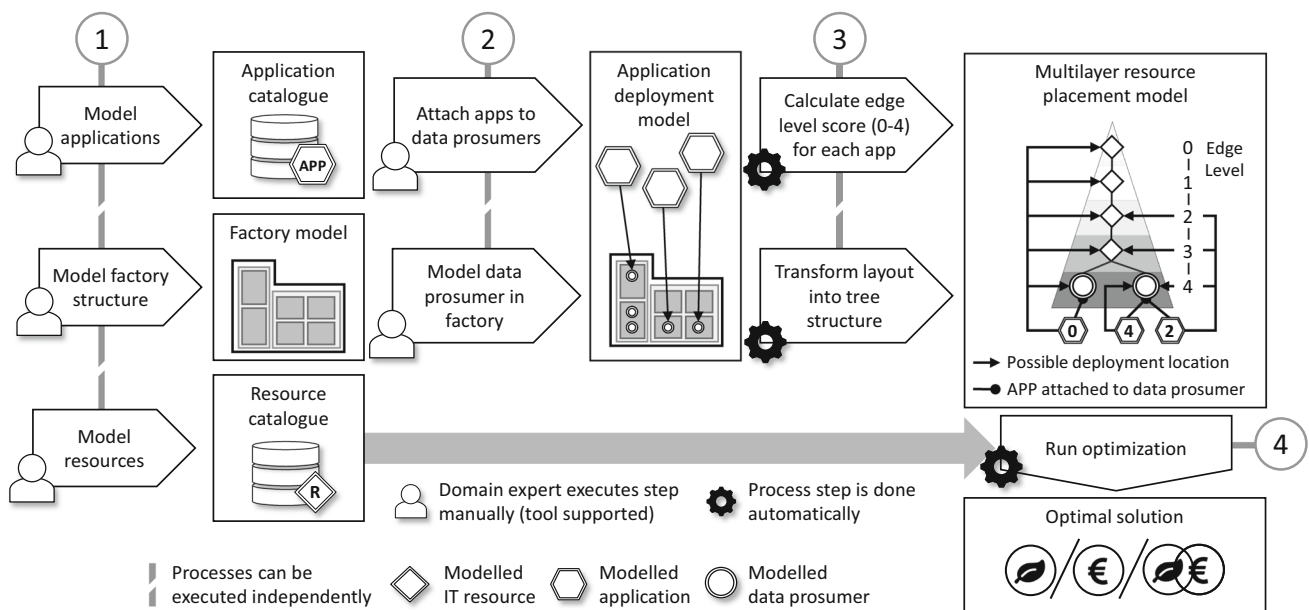 1
Model
applications
Model factory
structure
Model
resources
Application
catalogue
APP
Factory model
Resource
catalogue
R
2
Attach apps to
data prosumers
Model data
prosumer in
factory
Application
deployment
model
3
Calculate edge
level score (0-4)
for each app
Transform layout
into tree
structure
Multilayer resource
placement model
0 Edge
Level
1
2
3
4
0 4 2
Possible deployment location
APP attached to data prosumer
Run optimization
4
Optimal solution
€ €
Domain expert executes step
manually (tool supported)
Process step is done
automatically
Processes can be
executed independently
Modelled
IT resource
Modelled
application
Modelled
data prosumer